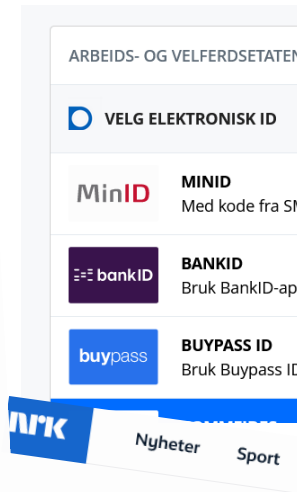 ARBEIDS- OG VELFERDSETATEN
VELG ELEKTRONISK ID
MinID
MINID
Med kode fra SM
bankID
BANKID
Bruk BankID-ap
buypass
BUYPASS ID
Bruk Buypass ID
NRK
Nyheter
Sport